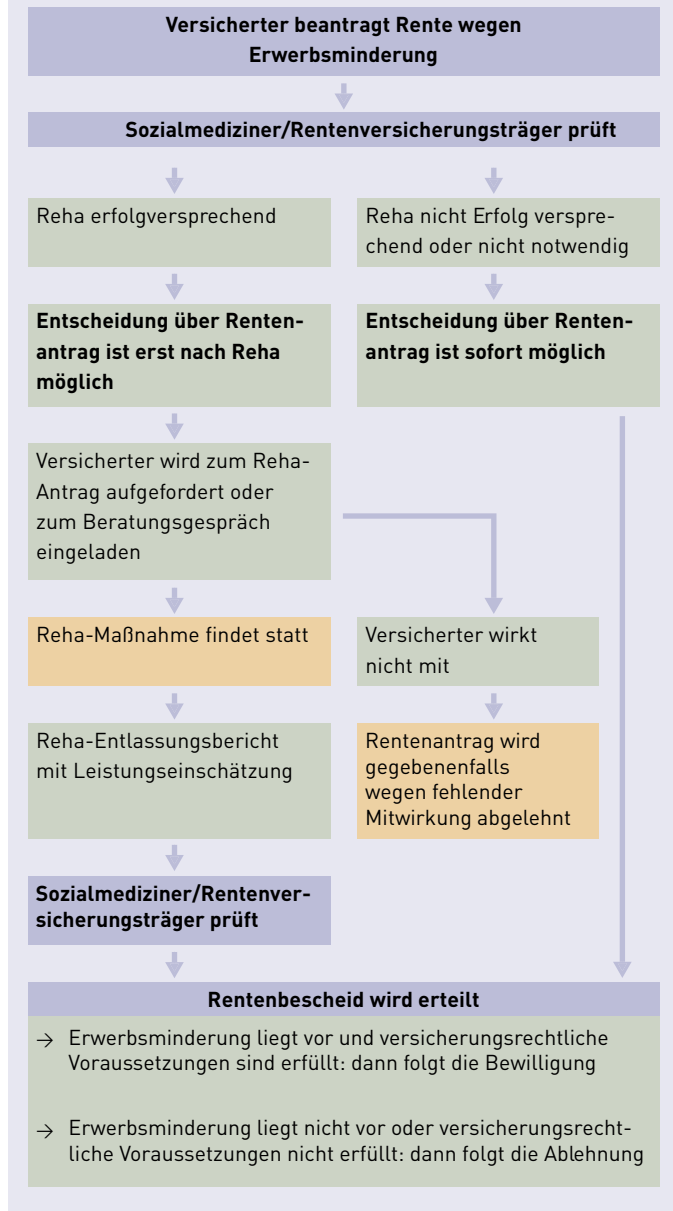 Versicherter beantragt Rente wegen
Erwerbsminderung
Sozialmediziner/Rentenversicherungsträger prüft
Reha erfolgversprechend
Reha nicht Erfolg verspre-
chend oder nicht notwendig
Entscheidung über Renten-
antrag ist erst nach Reha
möglich
Entscheidung über Renten-
antrag ist sofort möglich
Versicherter wird zum Reha-
Antrag aufgefordert oder
zum Beratungsgespräch
eingeladen
Reha-Maßnahme findet statt
Versicherter wirkt
nicht mit
Reha-Entlassungsbericht
mit Leistungseinschätzung
Rentenantrag wird
gegebenenfalls
wegen fehlender
Mitwirkung abgelehnt
Sozialmediziner/Rentenver-
sicherungsträger prüft
Rentenbescheid wird erteilt
→ Erwerbsminderung liegt vor und versicherungsrechtliche
Voraussetzungen sind erfüllt: dann folgt die Bewilligung
→ Erwerbsminderung liegt nicht vor oder versicherungsrecht-
liche Voraussetzungen nicht erfüllt: dann folgt die Ablehnung